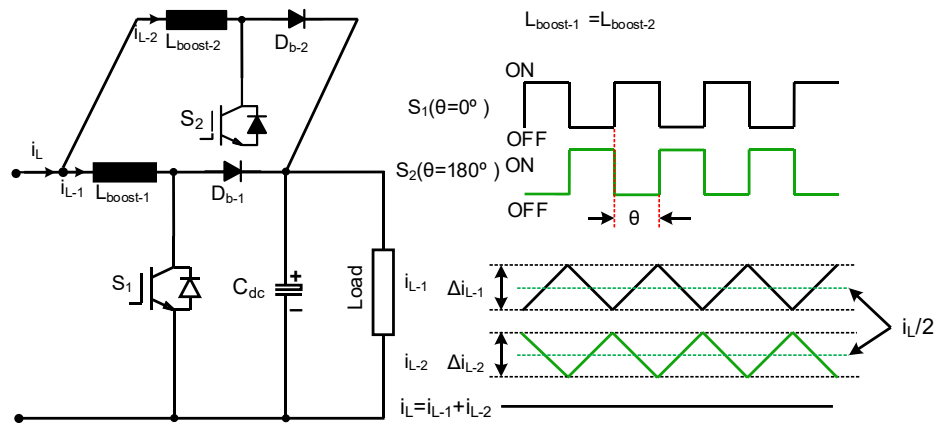 i_L-2
L_boost-2
D_b-2
S_2
i_L
i_L-1
L_boost-1
D_b-1
S_1
C_dc
+
−
Load
L_boost-1 =L_boost-2
ON
S_1(θ=0º )
OFF
ON
S_2(θ=180º )
OFF
θ
i_L-1 Δi_L-1
i_L/2
i_L-2 Δi_L-2
i_L=i_L-1+i_L-2